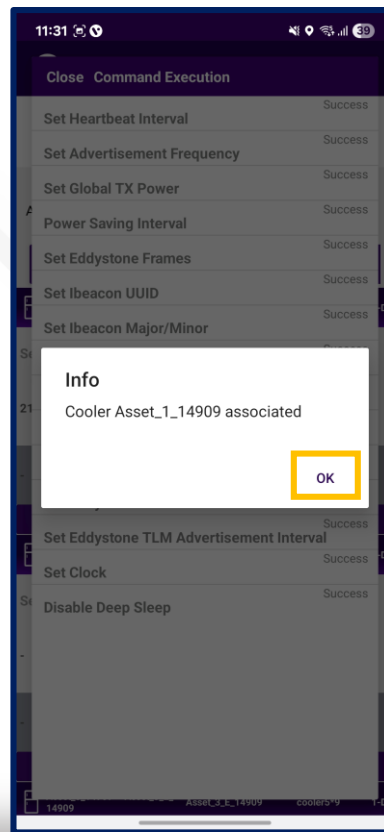 11:31
39
Close Command Execution
Success
Set Heartbeat Interval
Success
Set Advertisement Frequency
Success
Set Global TX Power
Success
Power Saving Interval
Success
Set Eddystone Frames
Success
Set Ibeacon UUID
Success
Set Ibeacon Major/Minor
Info
Cooler Asset_1_14909 associated
OK
Success
Set Eddystone TLM Advertisement Interval
Success
Set Clock
Success
Disable Deep Sleep
14909 Asset_3_E_14909 cooler5*9